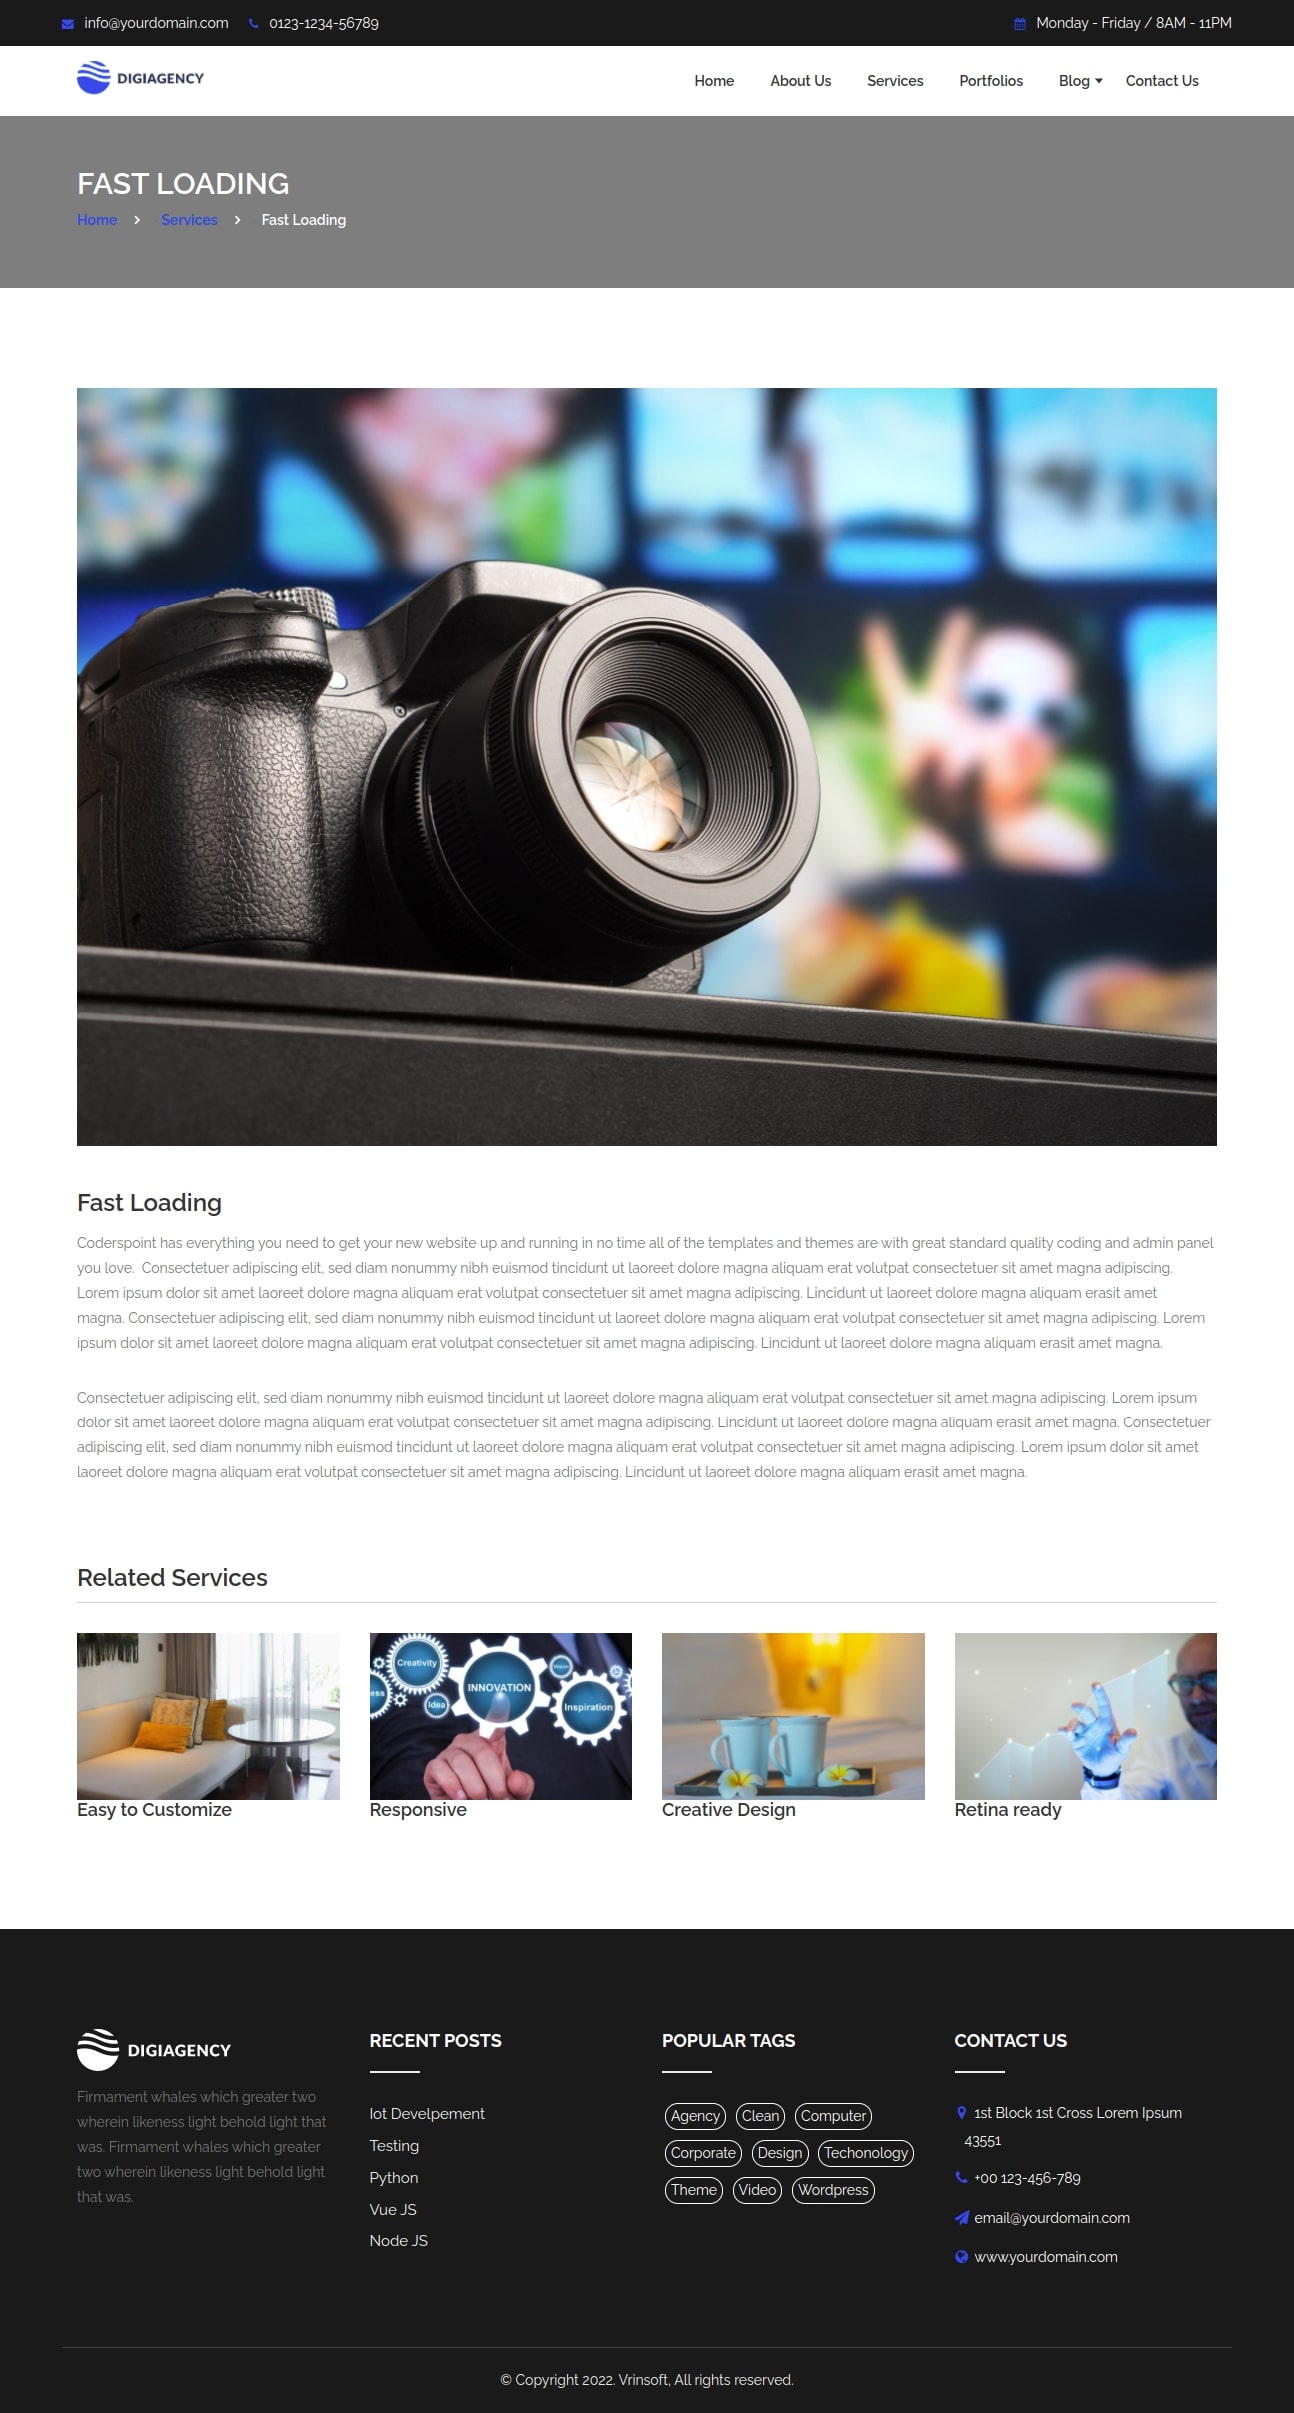 info@yourdomain.com 0123-1234-56789 Monday - Friday / 8AM - 11PM
DIGIAGENCY Home About Us Services Portfolios Blog Contact Us
FAST LOADING
Home Services Fast Loading
Fast Loading
Coderspoint has everything you need to get your new website up and running in no time all of the templates and themes are with great standard quality coding and admin panel
you love. Consectetuer adipiscing elit, sed diam nonummy nibh euismod tincidunt ut laoreet dolore magna aliquam erat volutpat consectetuer sit amet magna adipiscing.
Lorem ipsum dolor sit amet laoreet dolore magna aliquam erat volutpat consectetuer sit amet magna adipiscing. Lincidunt ut laoreet dolore magna aliquam erasit amet
magna. Consectetuer adipiscing elit, sed diam nonummy nibh euismod tincidunt ut laoreet dolore magna aliquam erat volutpat consectetuer sit amet magna adipiscing. Lorem
ipsum dolor sit amet laoreet dolore magna aliquam erat volutpat consectetuer sit amet magna adipiscing. Lincidunt ut laoreet dolore magna aliquam erasit amet magna.
Consectetuer adipiscing elit, sed diam nonummy nibh euismod tincidunt ut laoreet dolore magna aliquam erat volutpat consectetuer sit amet magna adipiscing. Lorem ipsum
dolor sit amet laoreet dolore magna aliquam erat volutpat consectetuer sit amet magna adipiscing. Lincidunt ut laoreet dolore magna aliquam erasit amet magna. Consectetuer
adipiscing elit, sed diam nonummy nibh euismod tincidunt ut laoreet dolore magna aliquam erat volutpat consectetuer sit amet magna adipiscing. Lorem ipsum dolor sit amet
laoreet dolore magna aliquam erat volutpat consectetuer sit amet magna adipiscing. Lincidunt ut laoreet dolore magna aliquam erasit amet magna.
Related Services
Creativity
INNOVATION
Idea
Inspiration
Easy to Customize Responsive Creative Design Retina ready
DIGIAGENCY
Firmament whales which greater two
wherein likeness light behold light that
was. Firmament whales which greater
two wherein likeness light behold light
that was.
RECENT POSTS
Iot Develpement
Testing
Python
Vue JS
Node JS
POPULAR TAGS
Agency Clean Computer
Corporate Design Techonology
Theme Video Wordpress
CONTACT US
1st Block 1st Cross Lorem Ipsum
43551
+00 123-456-789
email@yourdomain.com
www.yourdomain.com
© Copyright 2022. Vrinsoft, All rights reserved.